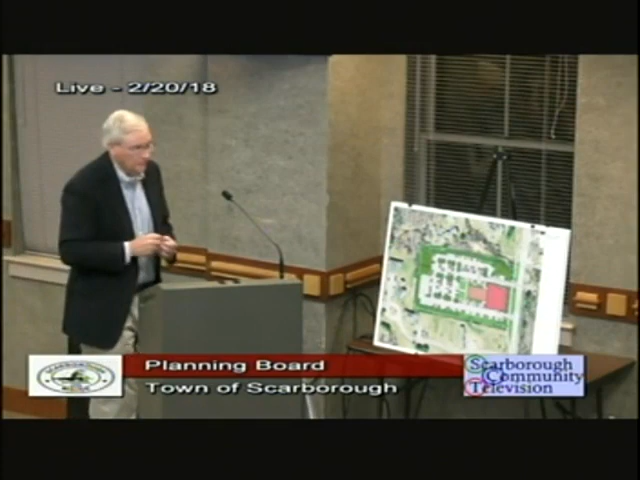 Live - 2/20/18
Planning Board
Town of Scarborough
Scarborough
Community
Television